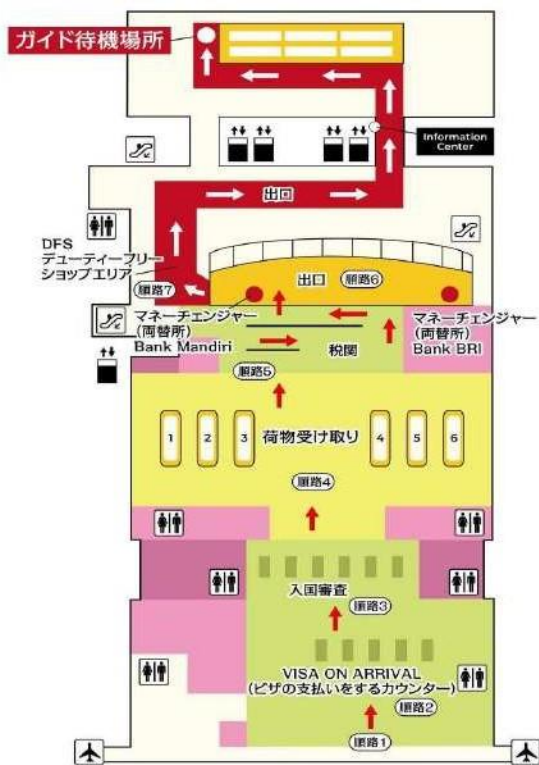 ガイド待機場所
Information
Center
出口
DFS
デューティーフリー
ショップエリア
順路7
出口
順路6
マネーチェンジャー
(両替所)
Bank Mandiri
マネーチェンジャー
(両替所)
Bank BRI
税関
順路5
1
2
3
荷物受け取り
4
5
6
順路4
入国審査
順路3
VISA ON ARRIVAL
(ビザの支払いをするカウンター)
順路2
順路1